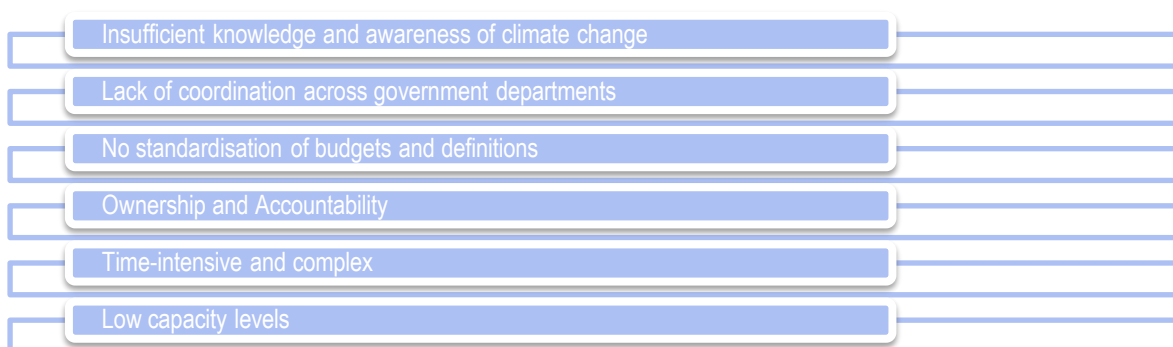 Insufficient knowledge and awareness of climate change
Lack of coordination across government departments
No standardisation of budgets and definitions
Ownership and Accountability
Time-intensive and complex
Low capacity levels